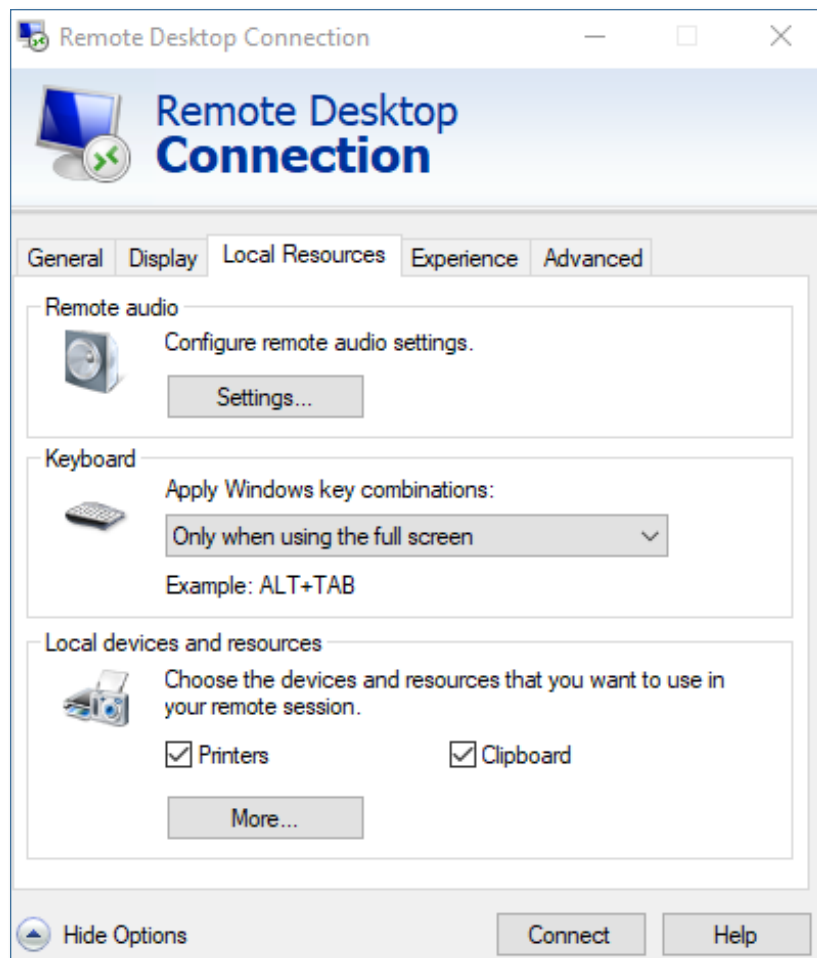 Remote Desktop Connection
Remote Desktop
Connection
General Display Local Resources Experience Advanced
Remote audio
Configure remote audio settings.
Settings...
Keyboard
Apply Windows key combinations:
Only when using the full screen
Example: ALT+TAB
Local devices and resources
Choose the devices and resources that you want to use in
your remote session.
Printers Clipboard
More...
Hide Options Connect Help